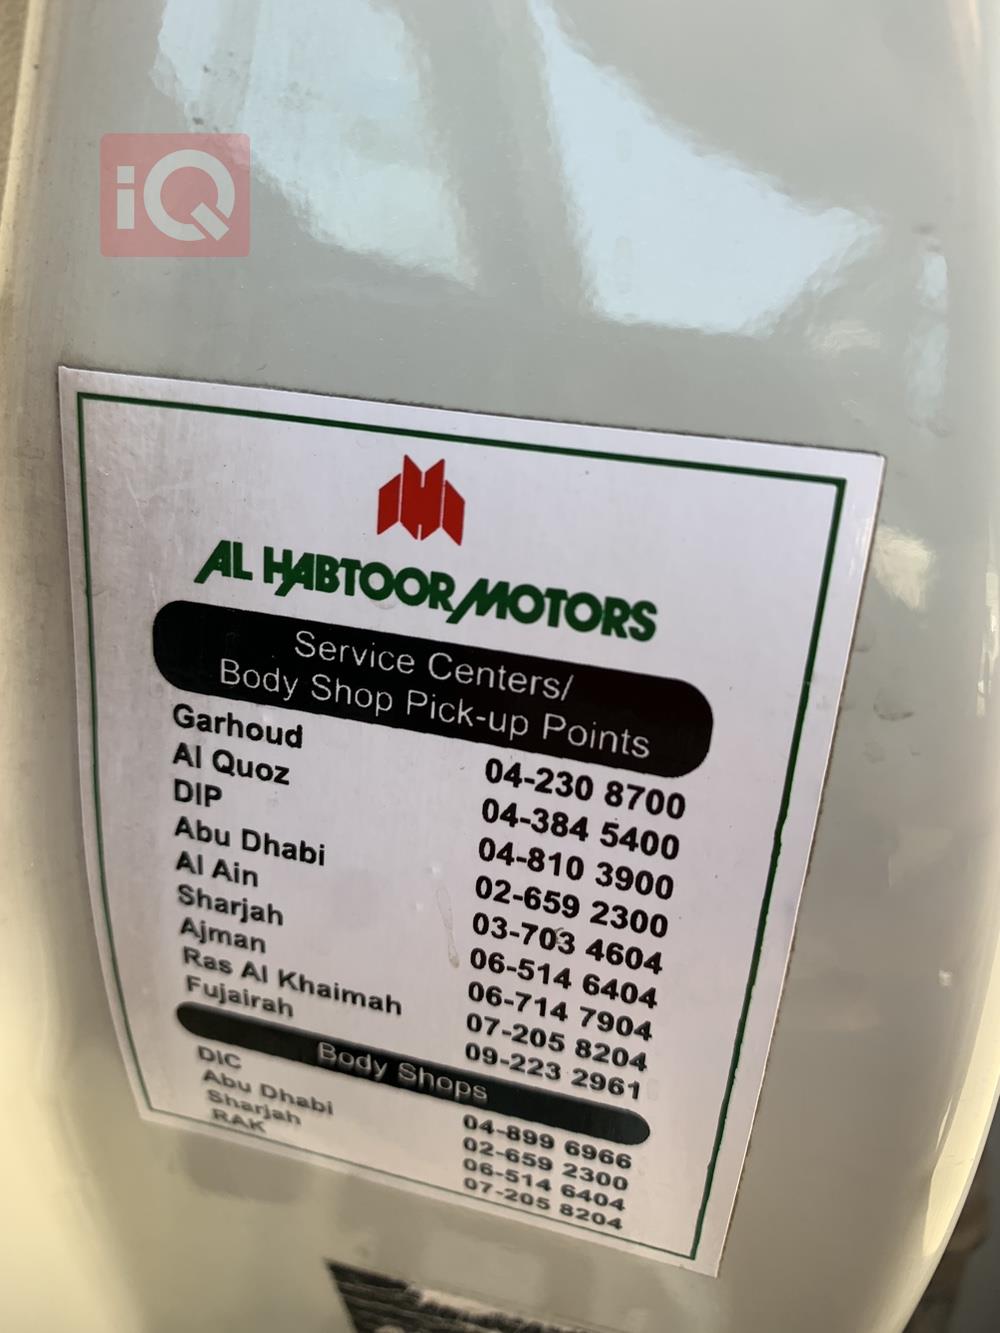 iQ
AL HABTOOR MOTORS
Service Centers/
Body Shop Pick-up Points
Garhoud 04-230 8700
Al Quoz 04-384 5400
DIP 04-810 3900
Abu Dhabi 02-659 2300
Al Ain 03-703 4604
Sharjah 06-514 6404
Ajman 06-714 7904
Ras Al Khaimah 07-205 8204
Fujairah 09-223 2961
Body Shops
DIC 04-899 6966
Abu Dhabi 02-659 2300
Sharjah 06-514 6404
RAK 07-205 8204